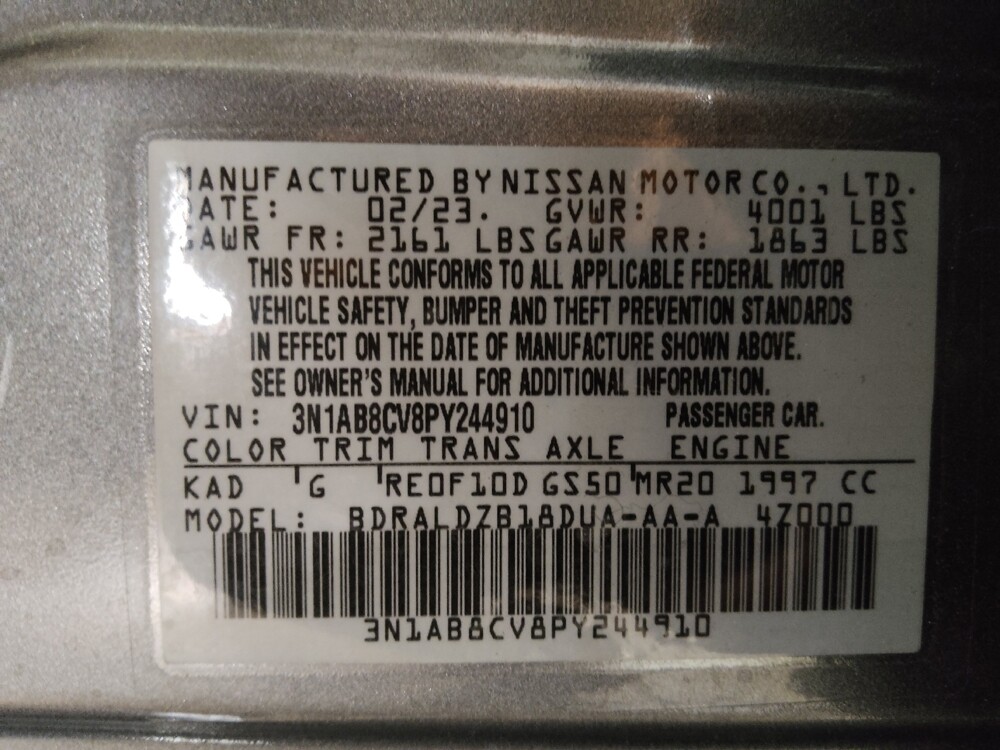 MANUFACTURED BY NISSAN MOTOR CO., LTD.
DATE: 02/23. GVWR: 4001 LBS
GAWR FR: 2161 LBS GAWR RR: 1863 LBS
THIS VEHICLE CONFORMS TO ALL APPLICABLE FEDERAL MOTOR
VEHICLE SAFETY, BUMPER AND THEFT PREVENTION STANDARDS
IN EFFECT ON THE DATE OF MANUFACTURE SHOWN ABOVE.
SEE OWNER'S MANUAL FOR ADDITIONAL INFORMATION.
VIN: 3N1AB8CV8PY244910 PASSENGER CAR.
COLOR TRIM TRANS AXLE ENGINE
KAD G RE0F10D GS50 MR20 1997 CC
MODEL: BDRALDZB18DUA-AA-A 4Z000
3N1AB8CV8PY244910